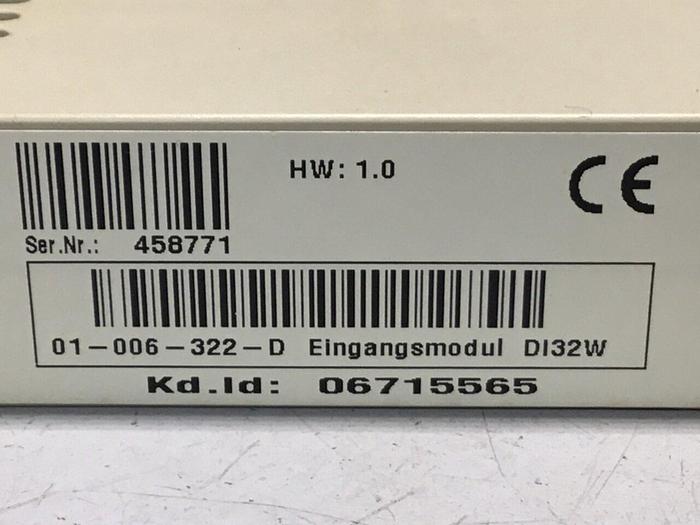 HW: 1.0
CE
Ser.Nr.: 458771
01-006-322-D Eingangsmodul DI32W
Kd.Id: 06715565